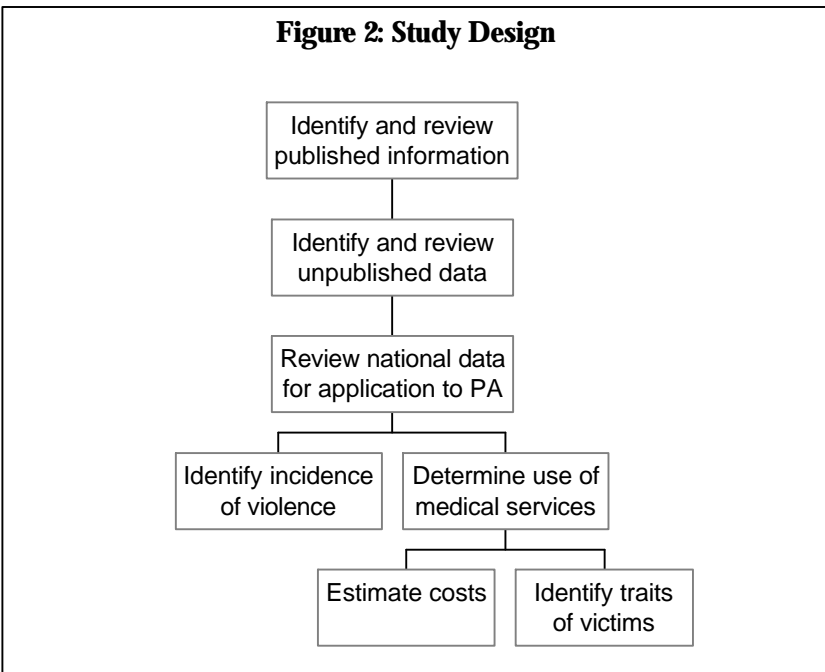 Figure 2: Study Design
Identify and review
published information
Identify and review
unpublished data
Review national data
for application to PA
Identify incidence
of violence
Determine use of
medical services
Estimate costs
Identify traits
of victims